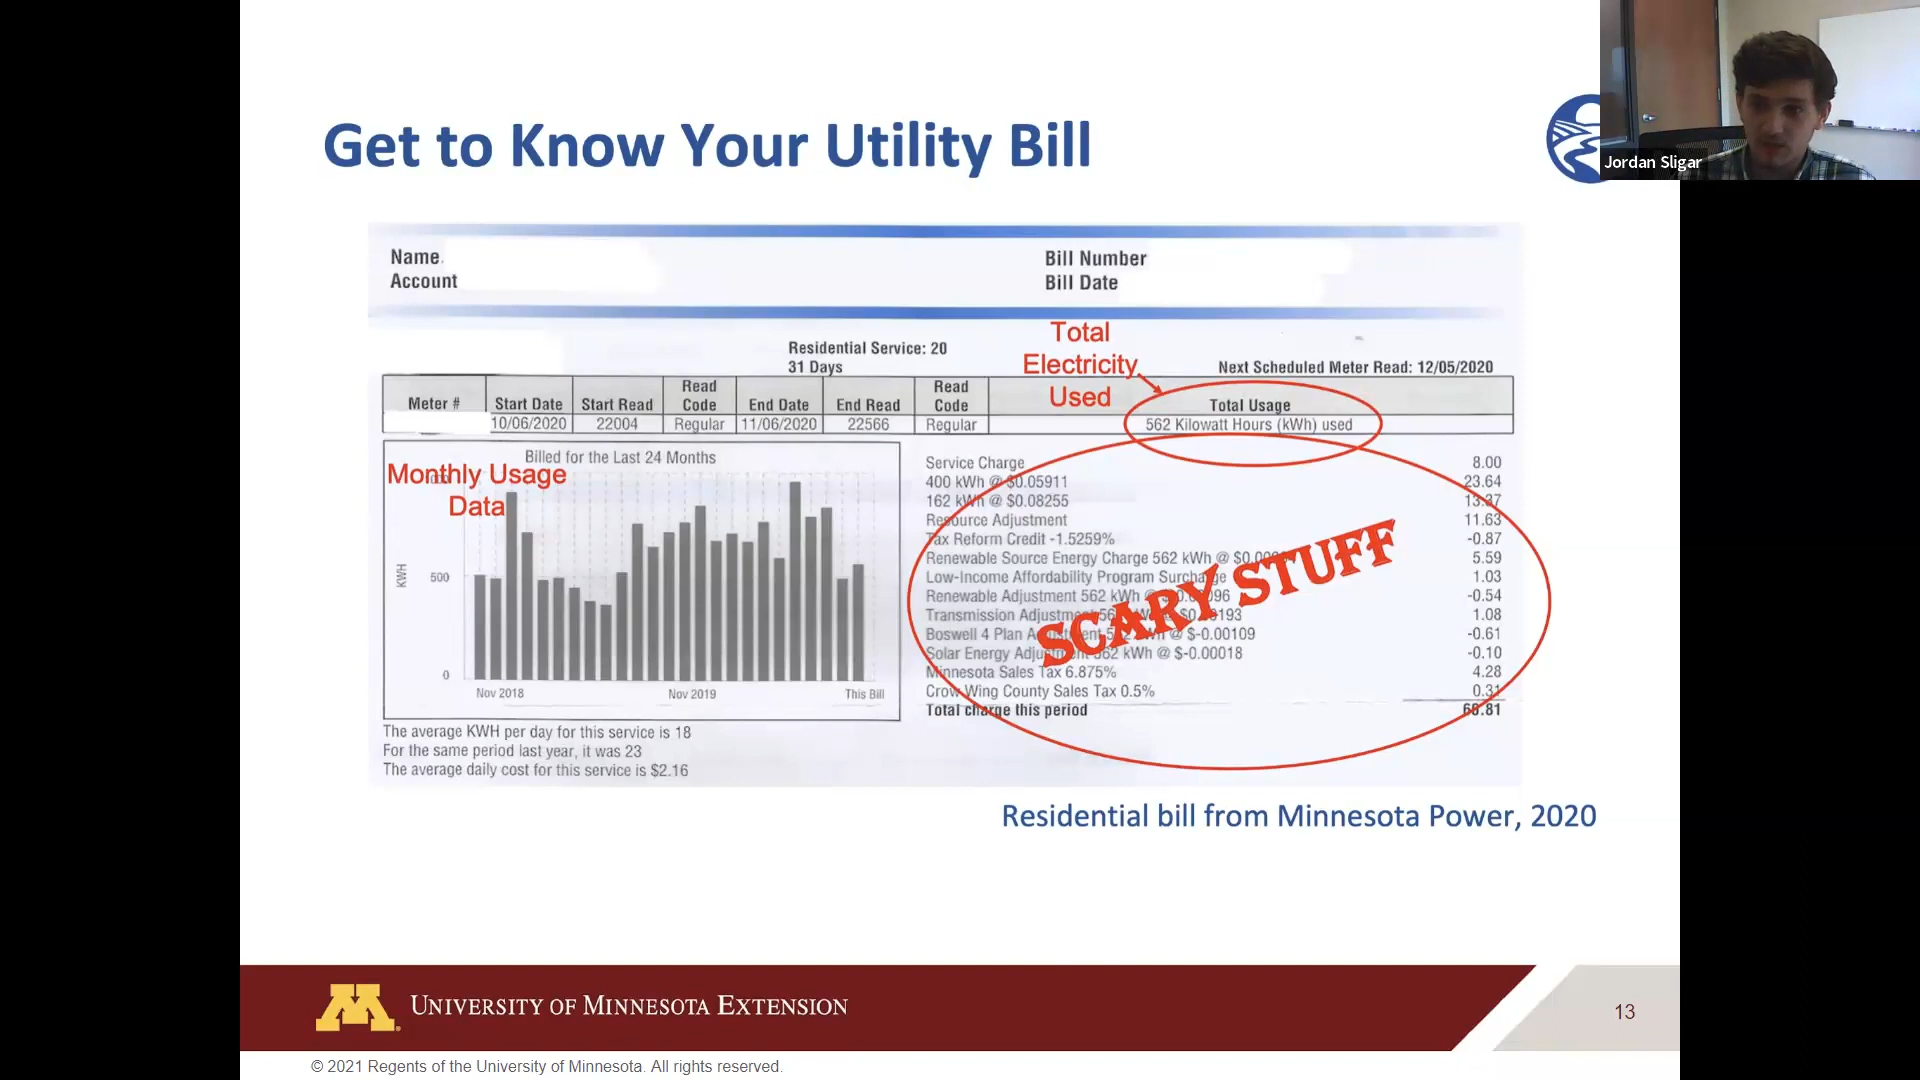 Get to Know Your Utility Bill
Jordan Sligar
Name
Account
Bill Number
Bill Date
Residential Service: 20
31 Days
Total
Electricity
Used
Next Scheduled Meter Read: 12/05/2020
Meter # Start Date Start Read Read Code End Date End Read Read Code Total Usage
10/06/2020 22004 Regular 11/06/2020 22566 Regular 562 Kilowatt Hours (kWh) used
Billed for the Last 24 Months
Monthly Usage
Data
KWH
500
0
Nov 2018 Nov 2019 This Bill
The average KWH per day for this service is 18
For the same period last year, it was 23
The average daily cost for this service is $2.16
Service Charge 8.00
400 kWh @ $0.05911 23.64
162 kWh @ $0.08255 13.37
Resource Adjustment 11.63
Tax Reform Credit -1.5259% -0.87
Renewable Source Energy Charge 562 kWh @ 5.59
Low-Income Affordability Program Surcharge 1.03
Renewable Adjustment 562 kWh -0.54
Transmission Adjustment 1.08
Boswell 4 Plan Adjustment @ $-0.00109 -0.61
Solar Energy Adjustment 562 kWh @ $-0.00018 -0.10
Minnesota Sales Tax 6.875% 4.28
Crow Wing County Sales Tax 0.5% 0.31
Total charge this period .81
SCARY STUFF
Residential bill from Minnesota Power, 2020
M
UNIVERSITY OF MINNESOTA EXTENSION
13
© 2021 Regents of the University of Minnesota. All rights reserved.